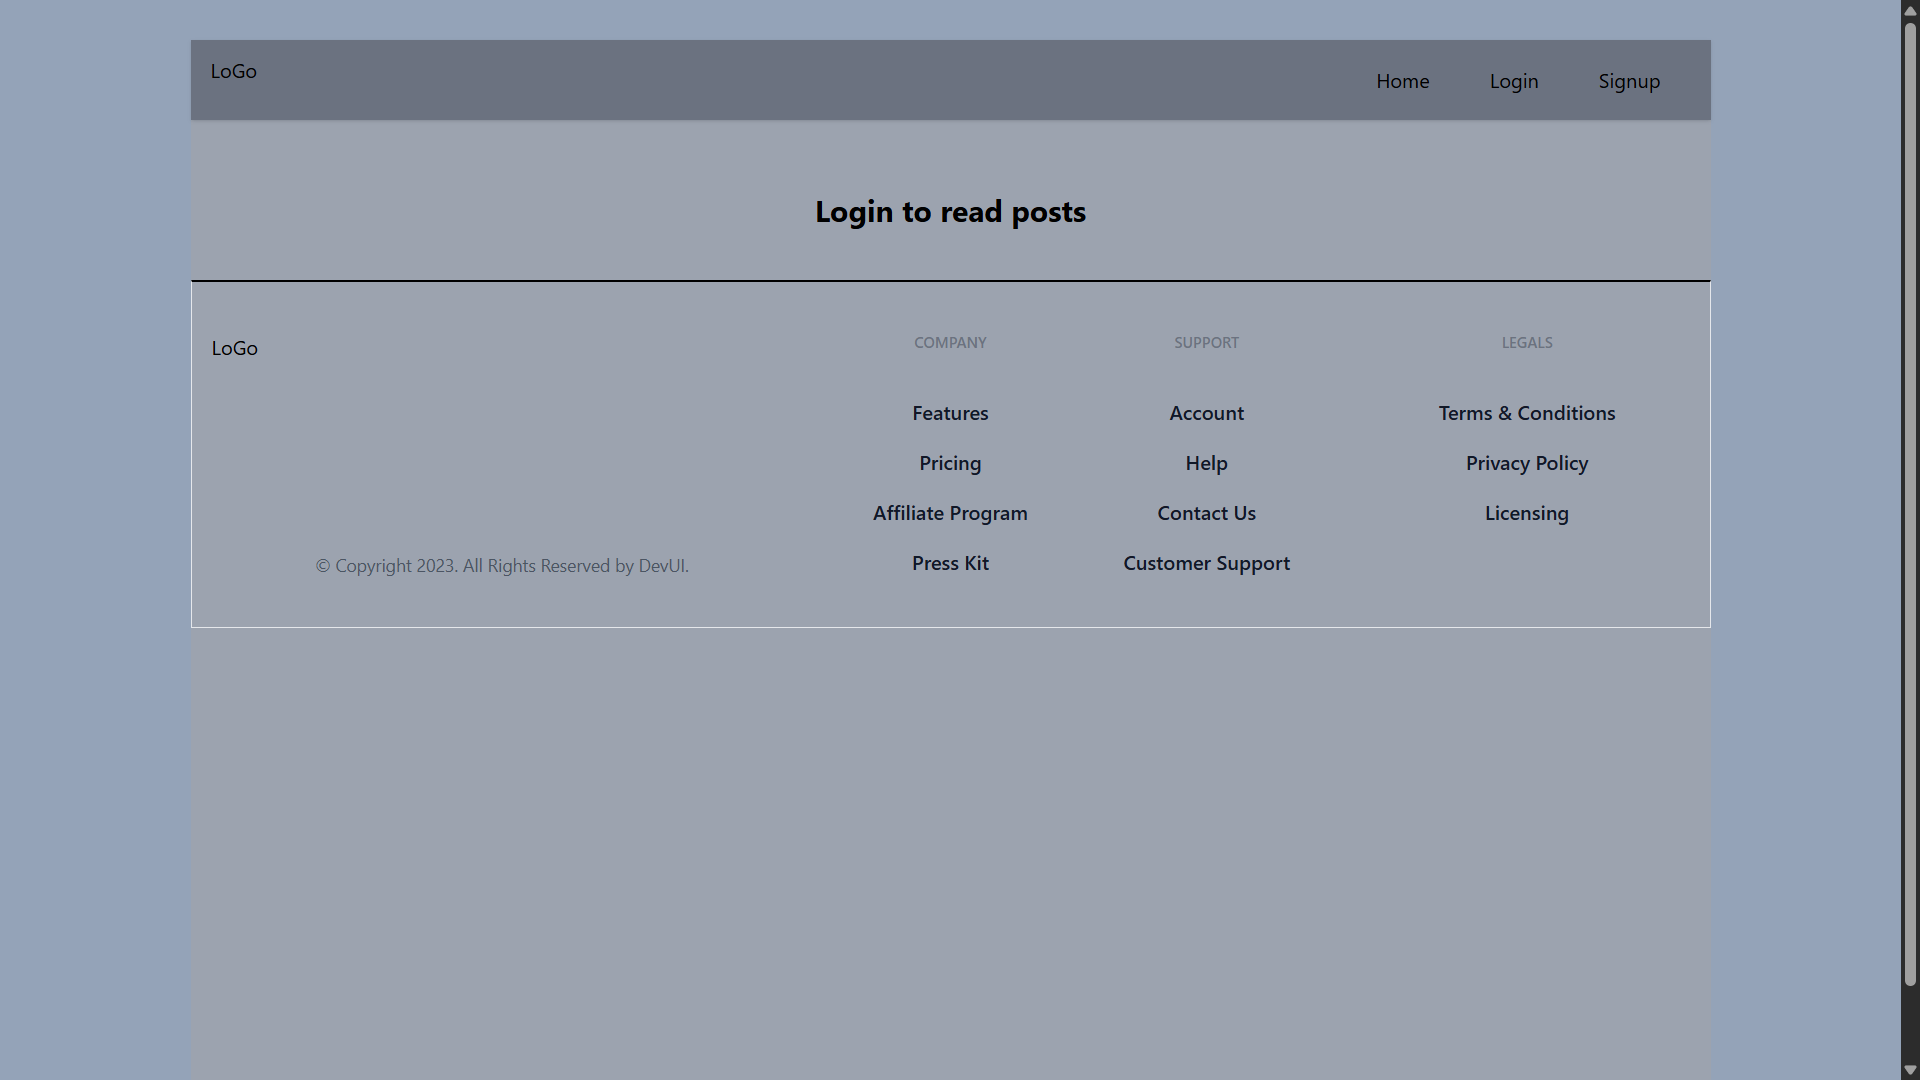 LoGo
Home Login Signup
Login to read posts
LoGo
© Copyright 2023. All Rights Reserved by DevUI.
COMPANY
Features
Pricing
Affiliate Program
Press Kit
SUPPORT
Account
Help
Contact Us
Customer Support
LEGALS
Terms & Conditions
Privacy Policy
Licensing